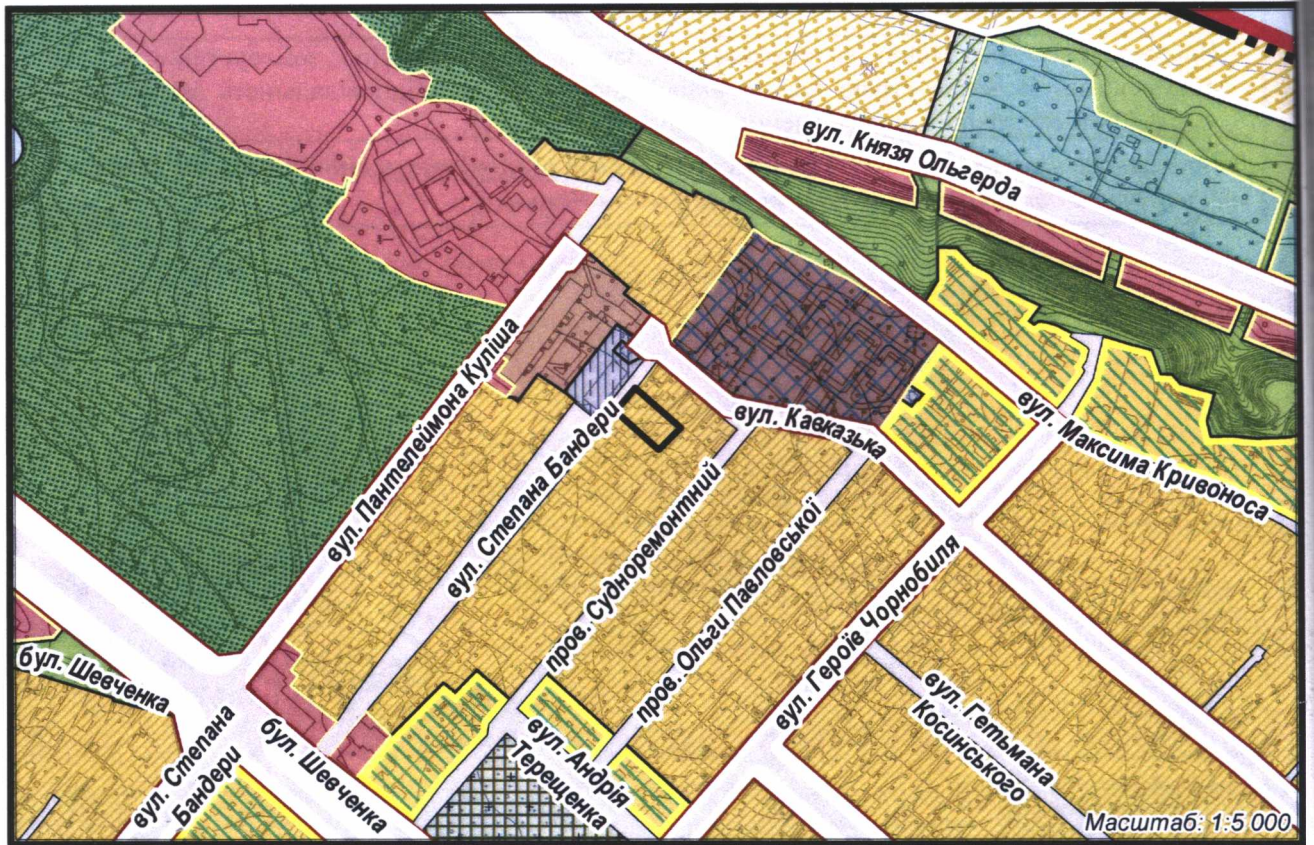 вул. Князя Ольгерда
вул. Пантелеймона Куліша
вул. Степана Бандери
вул. Кавказька
вул. Максима Кривоноса
пров. Судноремонтний
пров. Ольги Павловської
вул. Героїв Чорнобиля
вул. Гетьмана
Косинського
бул. Шевченка
вул. Степана
Бандери
бул. Шевченка
вул. Андрія
Терещенка
Масштаб: 1:5 000